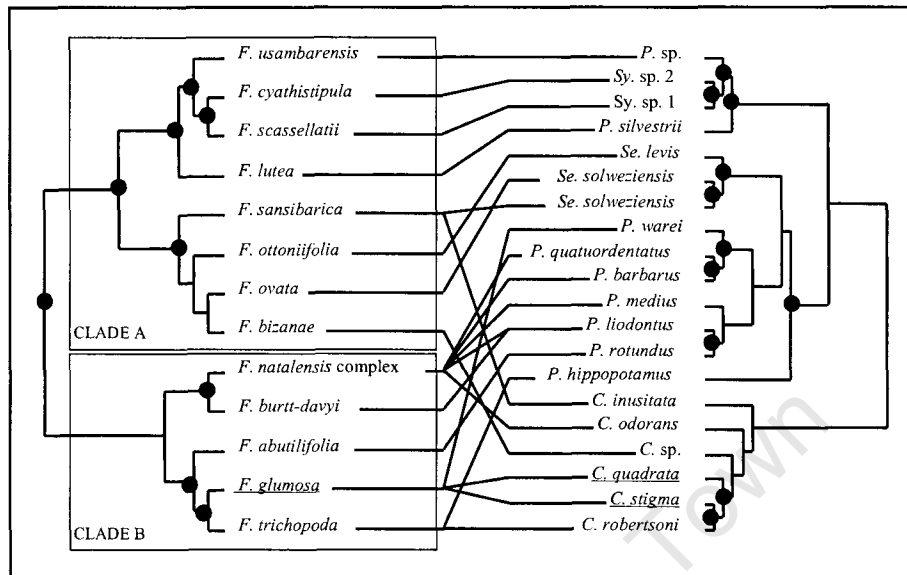 F. usambarensis
F. cyathistipula
F. scassellatii
F. lutea
F. sansibarica
F. ottoniifolia
F. ovata
F. bizanae
CLADE A
F. natalensis complex
F. burtt-davyi
F. abutilifolia
F. glumosa
F. trichopoda
CLADE B
P. sp.
Sy. sp. 2
Sy. sp. 1
P. silvestrii
Se. levis
Se. solweziensis
Se. solweziensis
P. warei
P. quatuordentatus
P. barbarus
P. medius
P. liodontus
P. rotundus
P. hippopotamus
C. inusitata
C. odorans
C. sp.
C. quadrata
C. stigma
C. robertsoni
Town